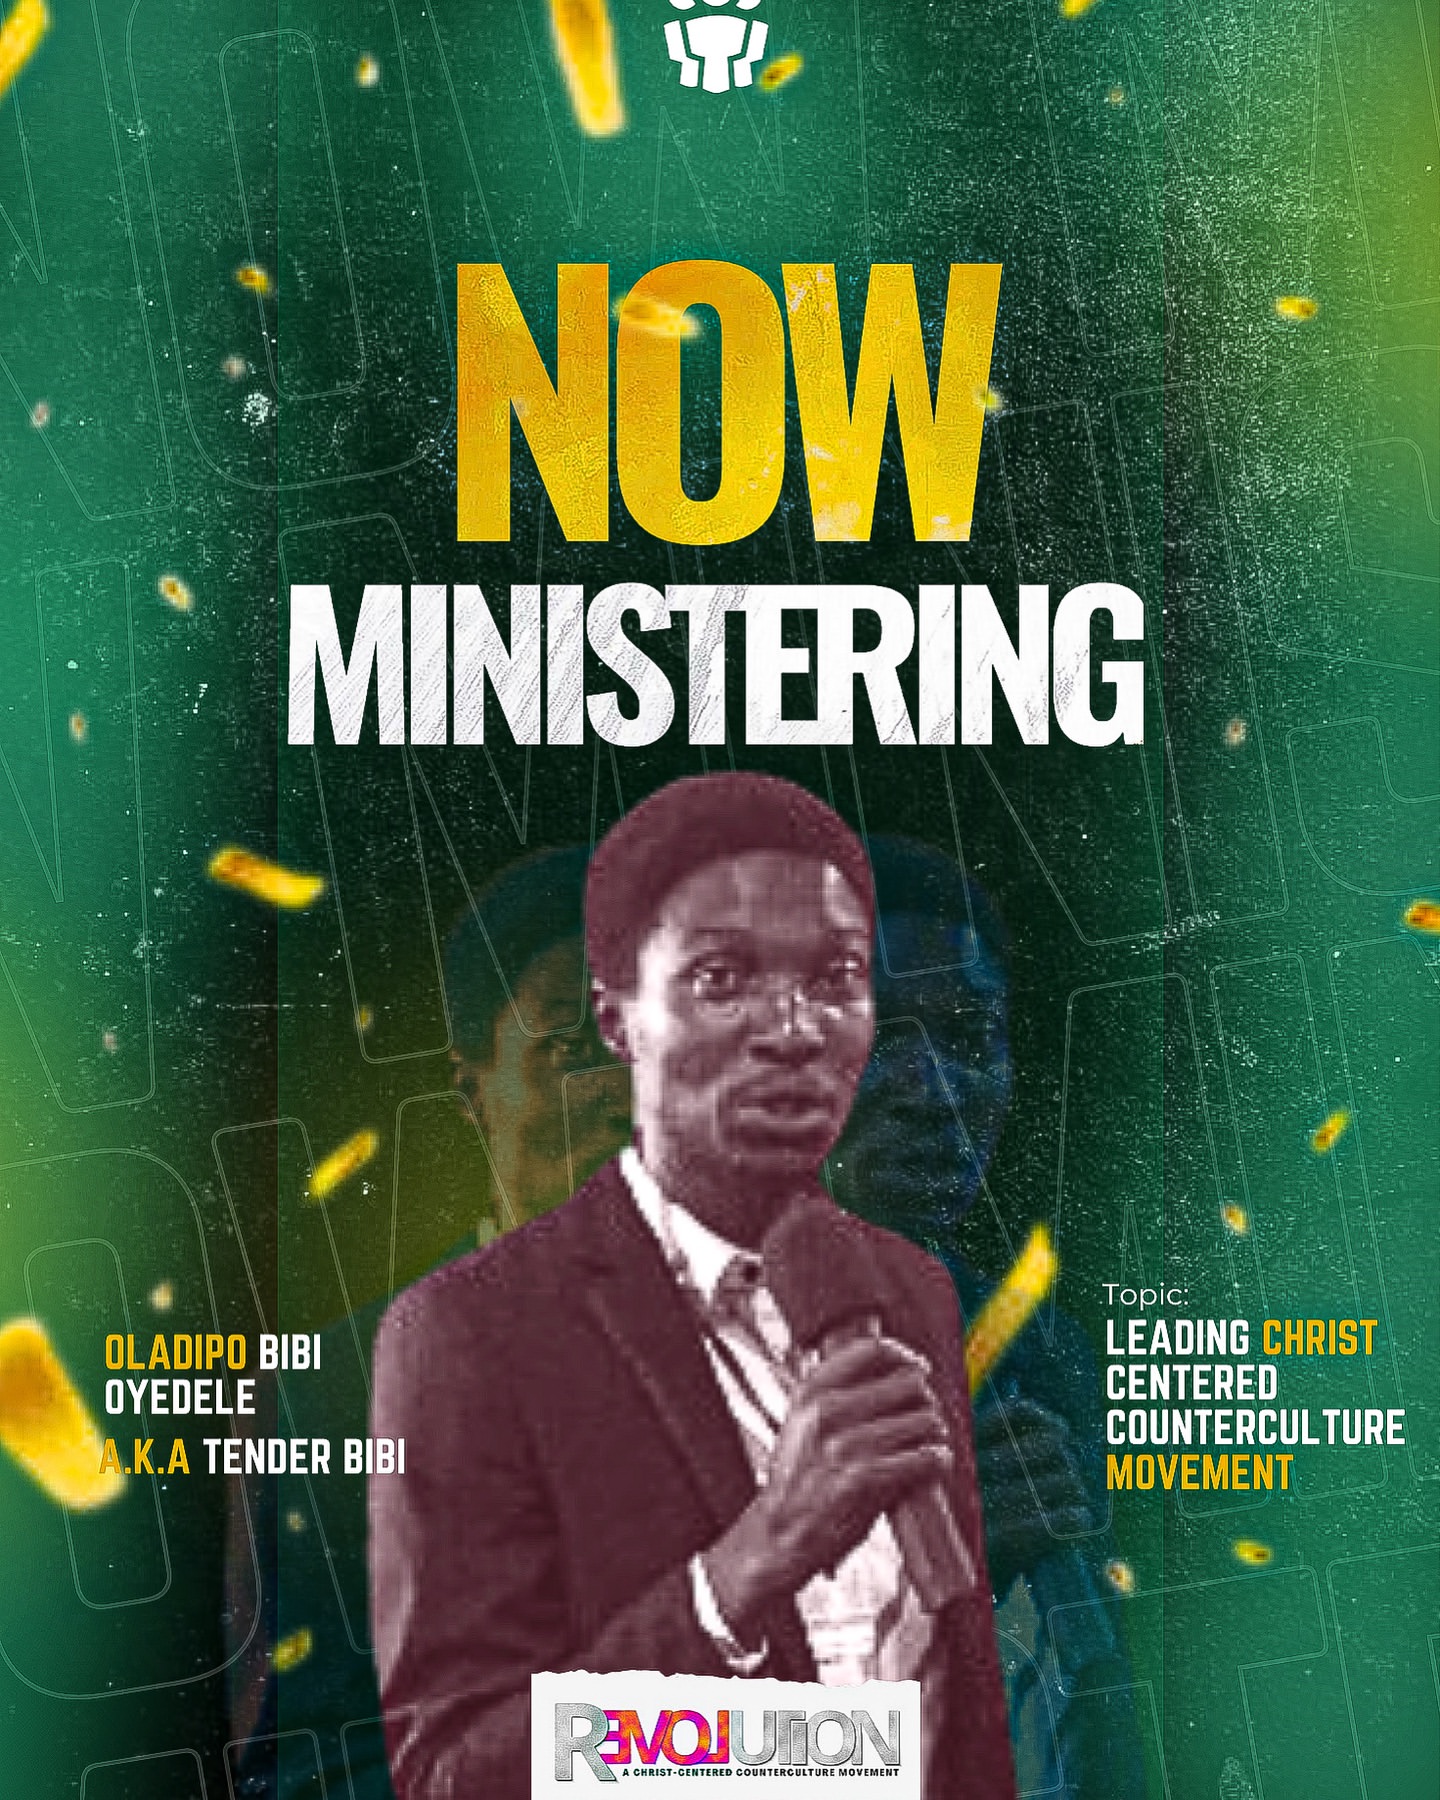 NOW
MINISTERING
OLADIPO BIBI
OYEDELE
A.K.A TENDER BIBI
Topic:
LEADING CHRIST
CENTERED
COUNTERCULTURE
MOVEMENT
REVOLUTION
A CHRIST-CENTERED COUNTERCULTURE MOVEMENT